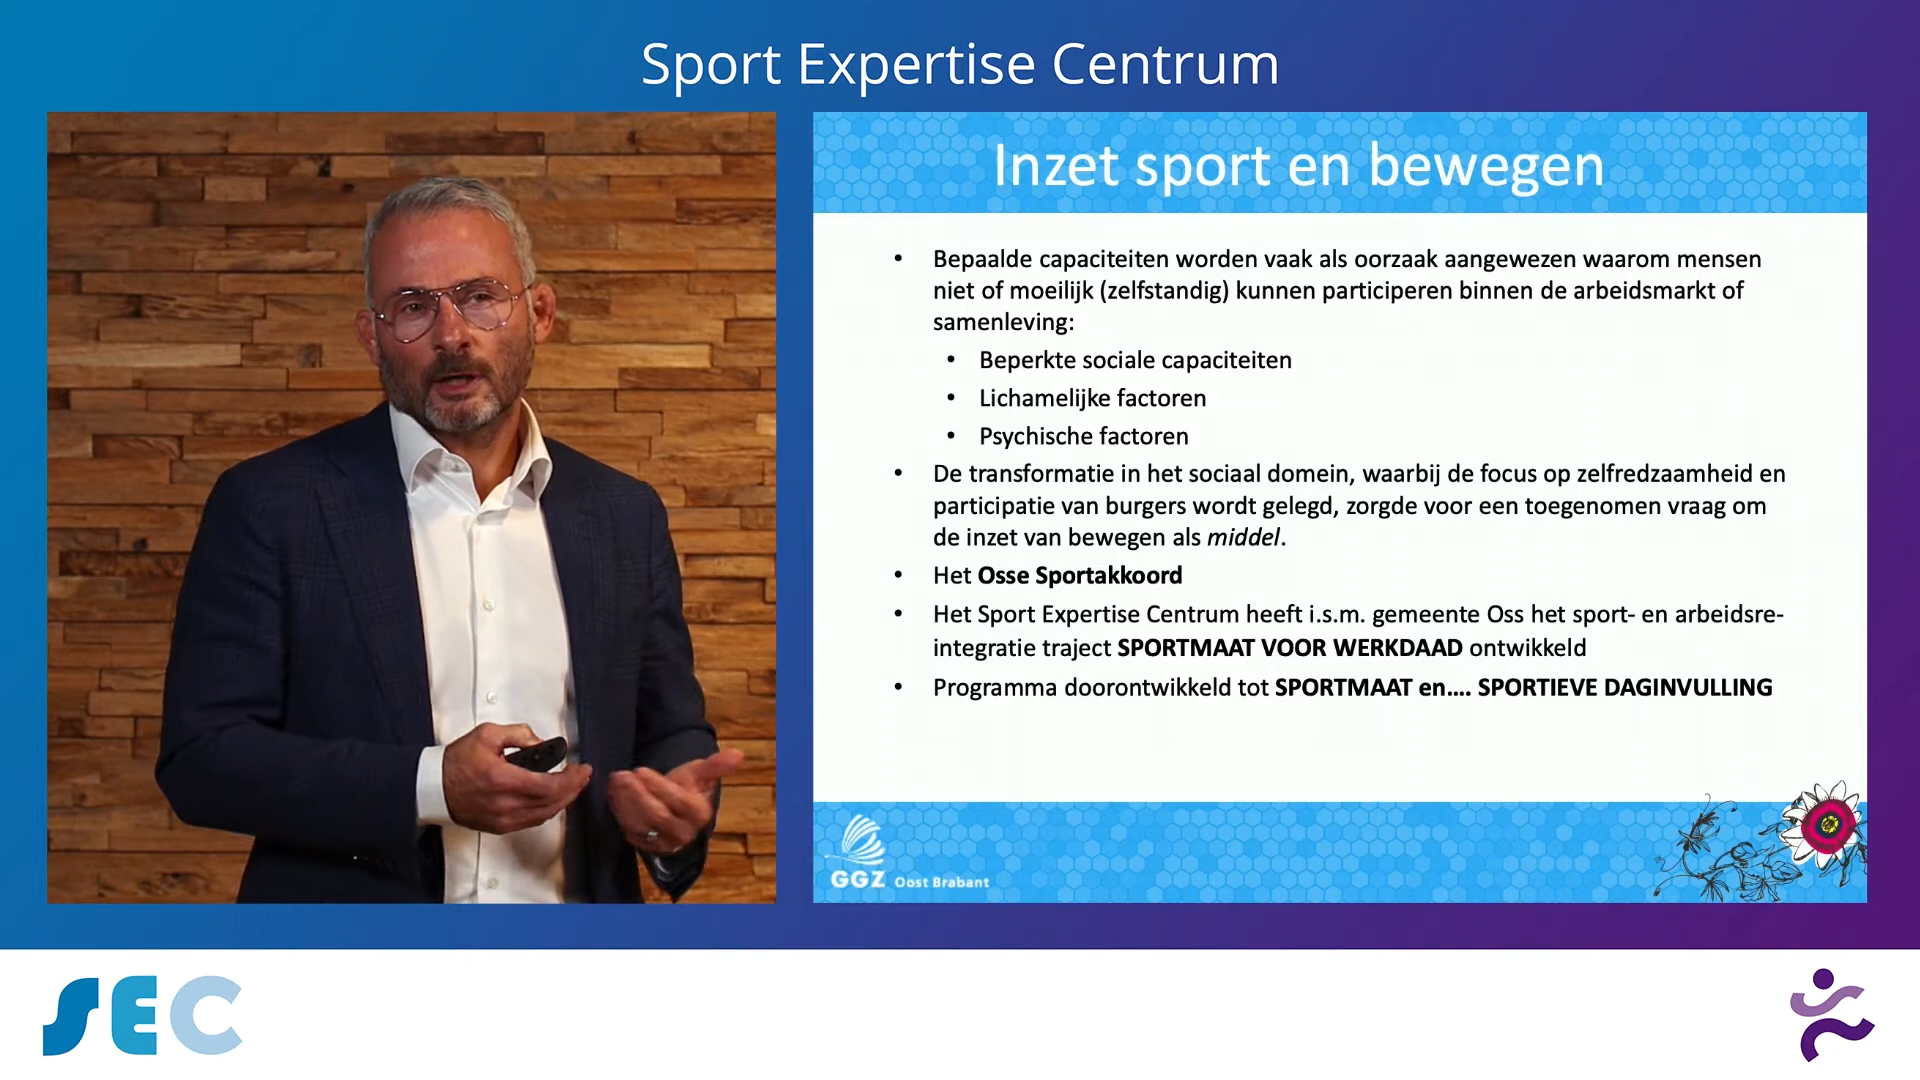 Sport Expertise Centrum
Inzet sport en bewegen
• Bepaalde capaciteiten worden vaak als oorzaak aangewezen waarom mensen
niet of moeilijk (zelfstandig) kunnen participeren binnen de arbeidsmarkt of
samenleving:
• Beperkte sociale capaciteiten
• Lichamelijke factoren
• Psychische factoren
• De transformatie in het sociaal domein, waarbij de focus op zelfredzaamheid en
participatie van burgers wordt gelegd, zorgde voor een toegenomen vraag om
de inzet van bewegen als middel.
• Het Osse Sportakkoord
• Het Sport Expertise Centrum heeft i.s.m. gemeente Oss het sport- en arbeidsre-
integratie traject SPORTMAAT VOOR WERKDAAD ontwikkeld
• Programma doorontwikkeld tot SPORTMAAT en.... SPORTIEVE DAGINVULLING
GGZ Oost Brabant
SEC